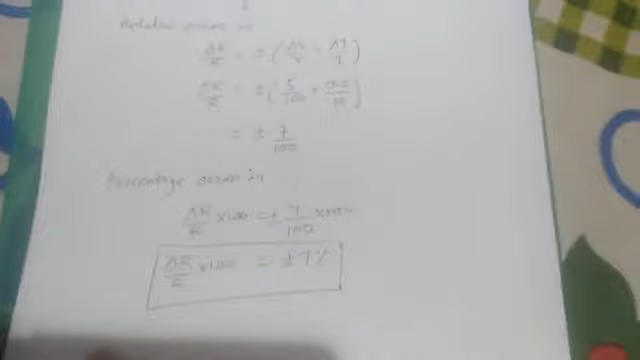 Relative error in
ΔR/R = ± (ΔV/V + ΔI/I)
ΔR/R = ± (5/100 + 0.2/10)
= ± 7/100
Percentage error in
ΔR/R ×100 = ± 7/100 ×100
ΔR/R ×100 = ±7%